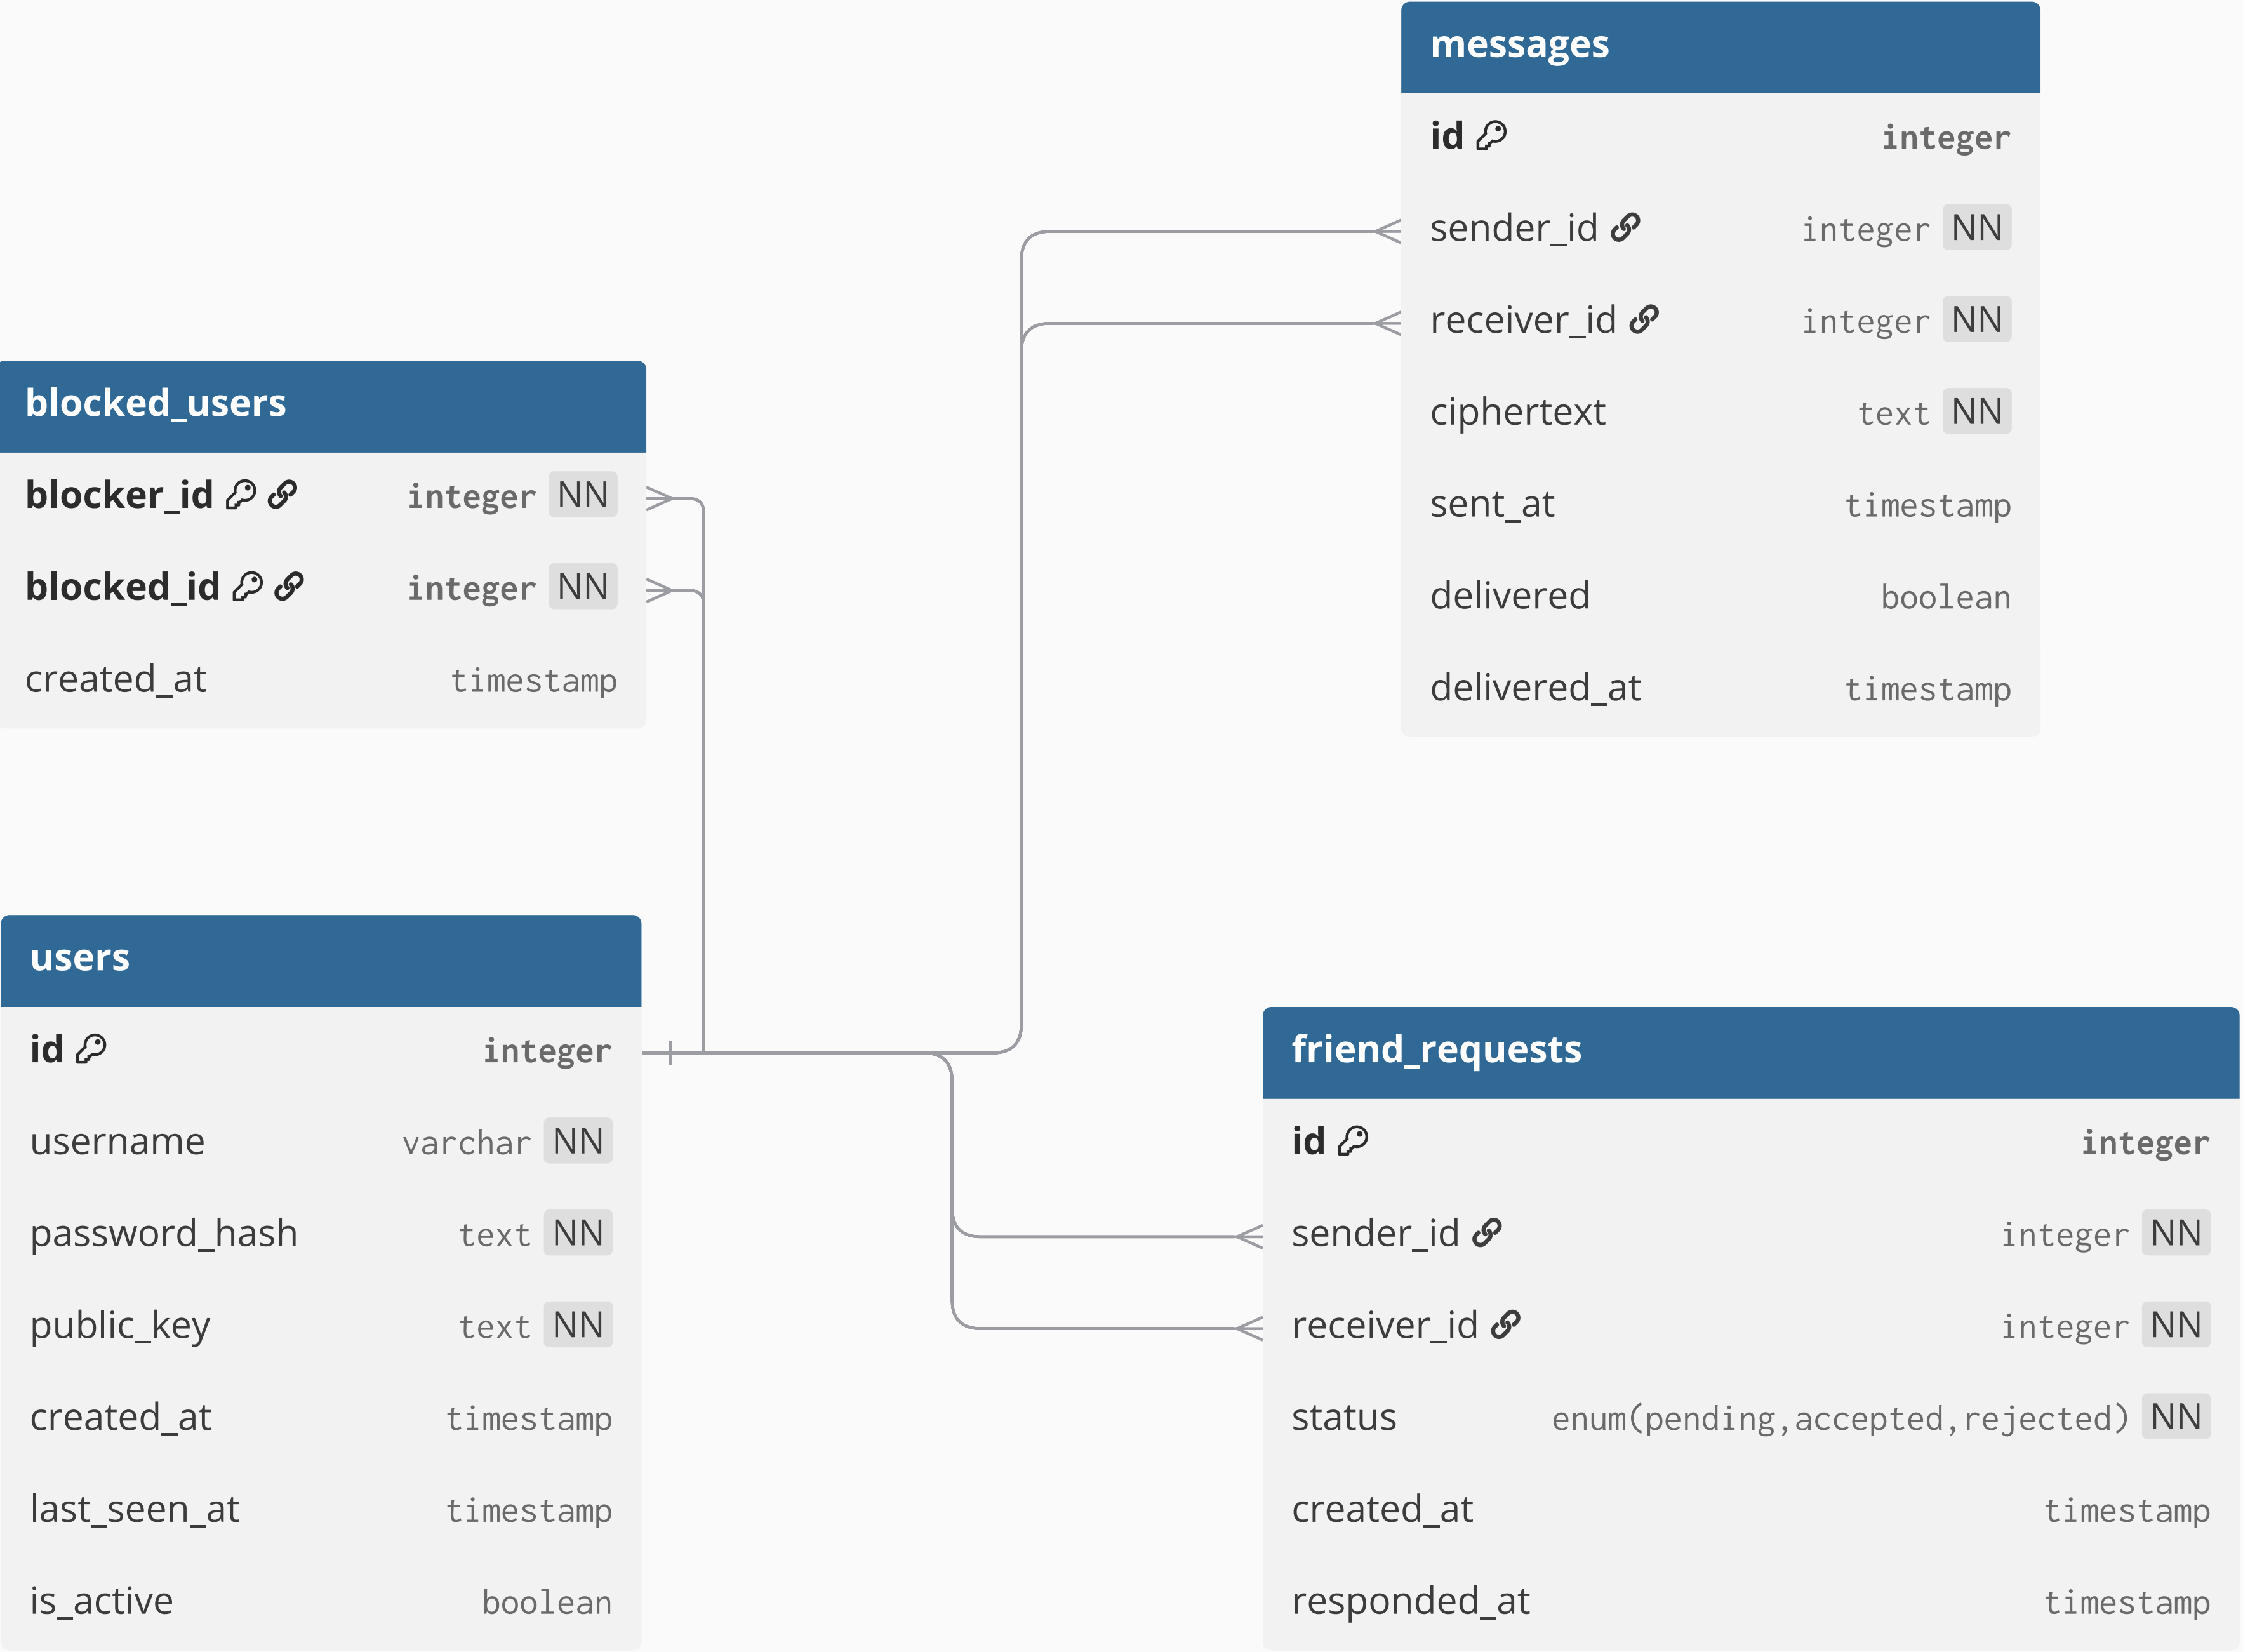 messages
id integer
sender_id integer NN
receiver_id integer NN
ciphertext text NN
sent_at timestamp
delivered boolean
delivered_at timestamp
blocked_users
blocker_id integer NN
blocked_id integer NN
created_at timestamp
users
id integer
username varchar NN
password_hash text NN
public_key text NN
created_at timestamp
last_seen_at timestamp
is_active boolean
friend_requests
id integer
sender_id integer NN
receiver_id integer NN
status enum(pending,accepted,rejected) NN
created_at timestamp
responded_at timestamp